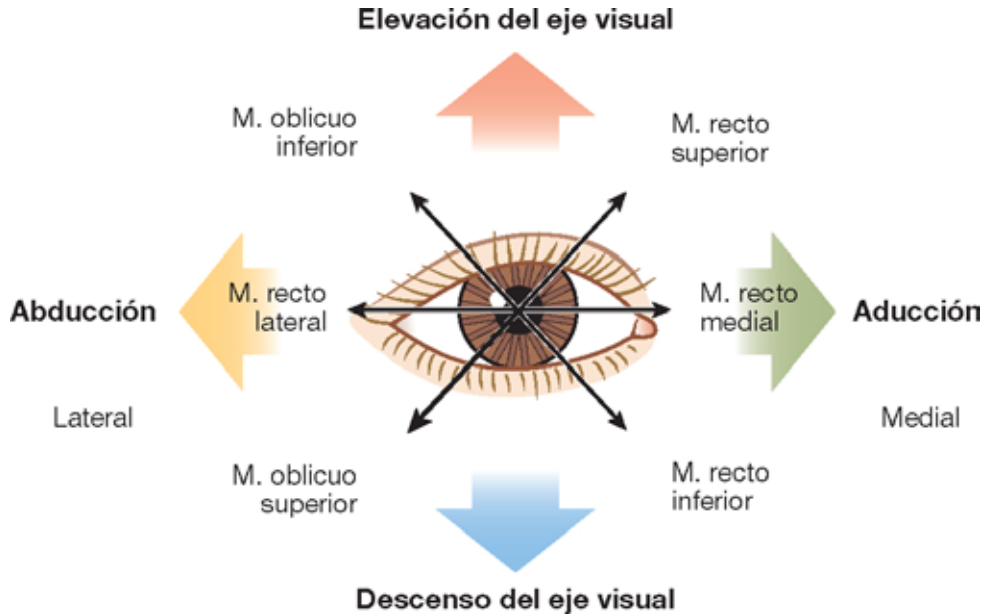 Elevación del eje visual
M. oblicuo
inferior
M. recto
superior
Abducción
M. recto
lateral
M. recto
medial
Aducción
Lateral
Medial
M. oblicuo
superior
M. recto
inferior
Descenso del eje visual